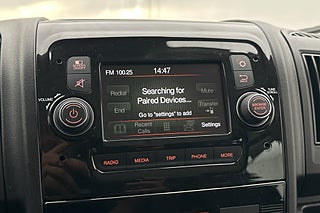 FM 100.25 14:47
Redial Searching for Paired Devices... Mute
End Go to "settings" to add Transfer
Recent Calls Settings
VOLUME
BROWSE ENTER
RADIO MEDIA TRIP PHONE MORE